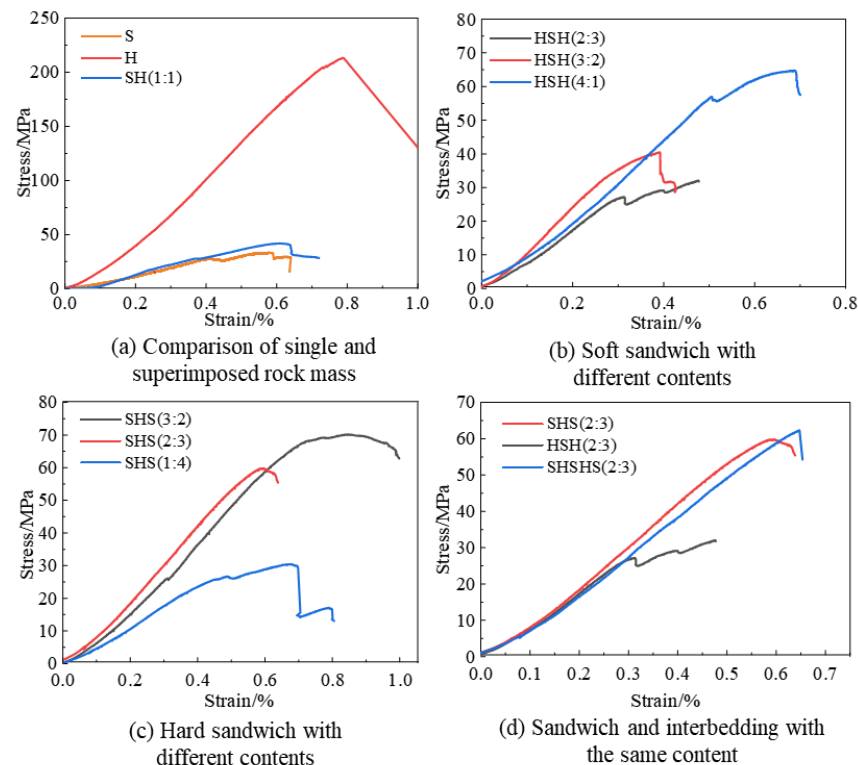 250
200
150
100
50
0
Stress/MPa
S
H
SH(1:1)
0.0 0.2 0.4 0.6 0.8 1.0
Strain/%
(a) Comparison of single and
superimposed rock mass
80
70
60
50
40
30
20
10
0
Stress/MPa
HSH(2:3)
HSH(3:2)
HSH(4:1)
0.0 0.2 0.4 0.6 0.8
Strain/%
(b) Soft sandwich with
different contents
80
70
60
50
40
30
20
10
0
Stress/MPa
SHS(3:2)
SHS(2:3)
SHS(1:4)
0.0 0.2 0.4 0.6 0.8 1.0
Strain/%
(c) Hard sandwich with
different contents
70
60
50
40
30
20
10
0
Stress/MPa
SHS(2:3)
HSH(2:3)
SHSHS(2:3)
0.0 0.1 0.2 0.3 0.4 0.5 0.6 0.7
Strain/%
(d) Sandwich and interbedding with
the same content